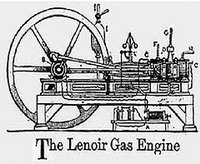 The Lenoir Gas Engine